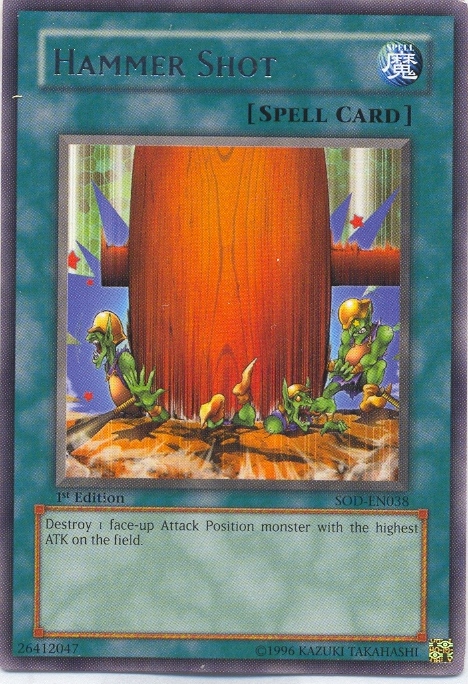 HAMMER SHOT
SPELL
魔
[SPELL CARD]
1st Edition
SOD-EN038
Destroy 1 face-up Attack Position monster with the highest
ATK on the field.
26412047
©1996 KAZUKI TAKAHASHI